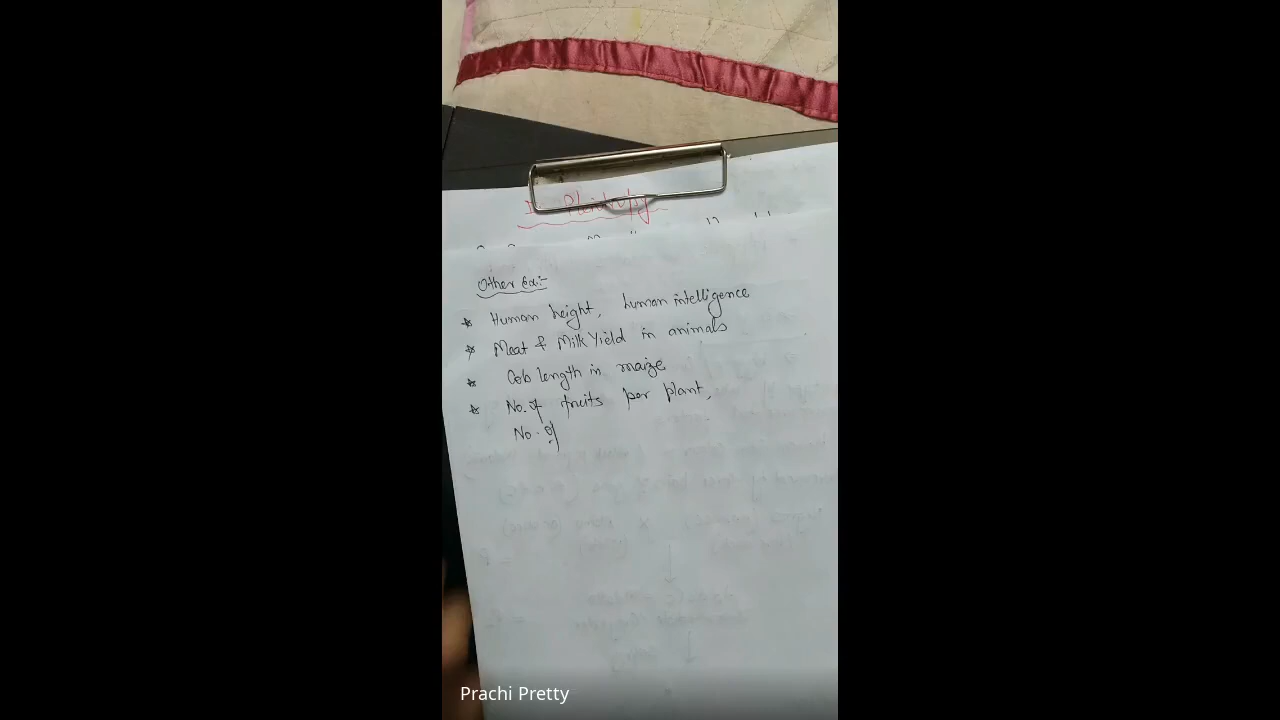 Other Ex:-
* Human height, human intelligence
* Meat & Milk Yield in animals
* Cob length in maize
* No. of fruits per plant,
No. of
Prachi Pretty